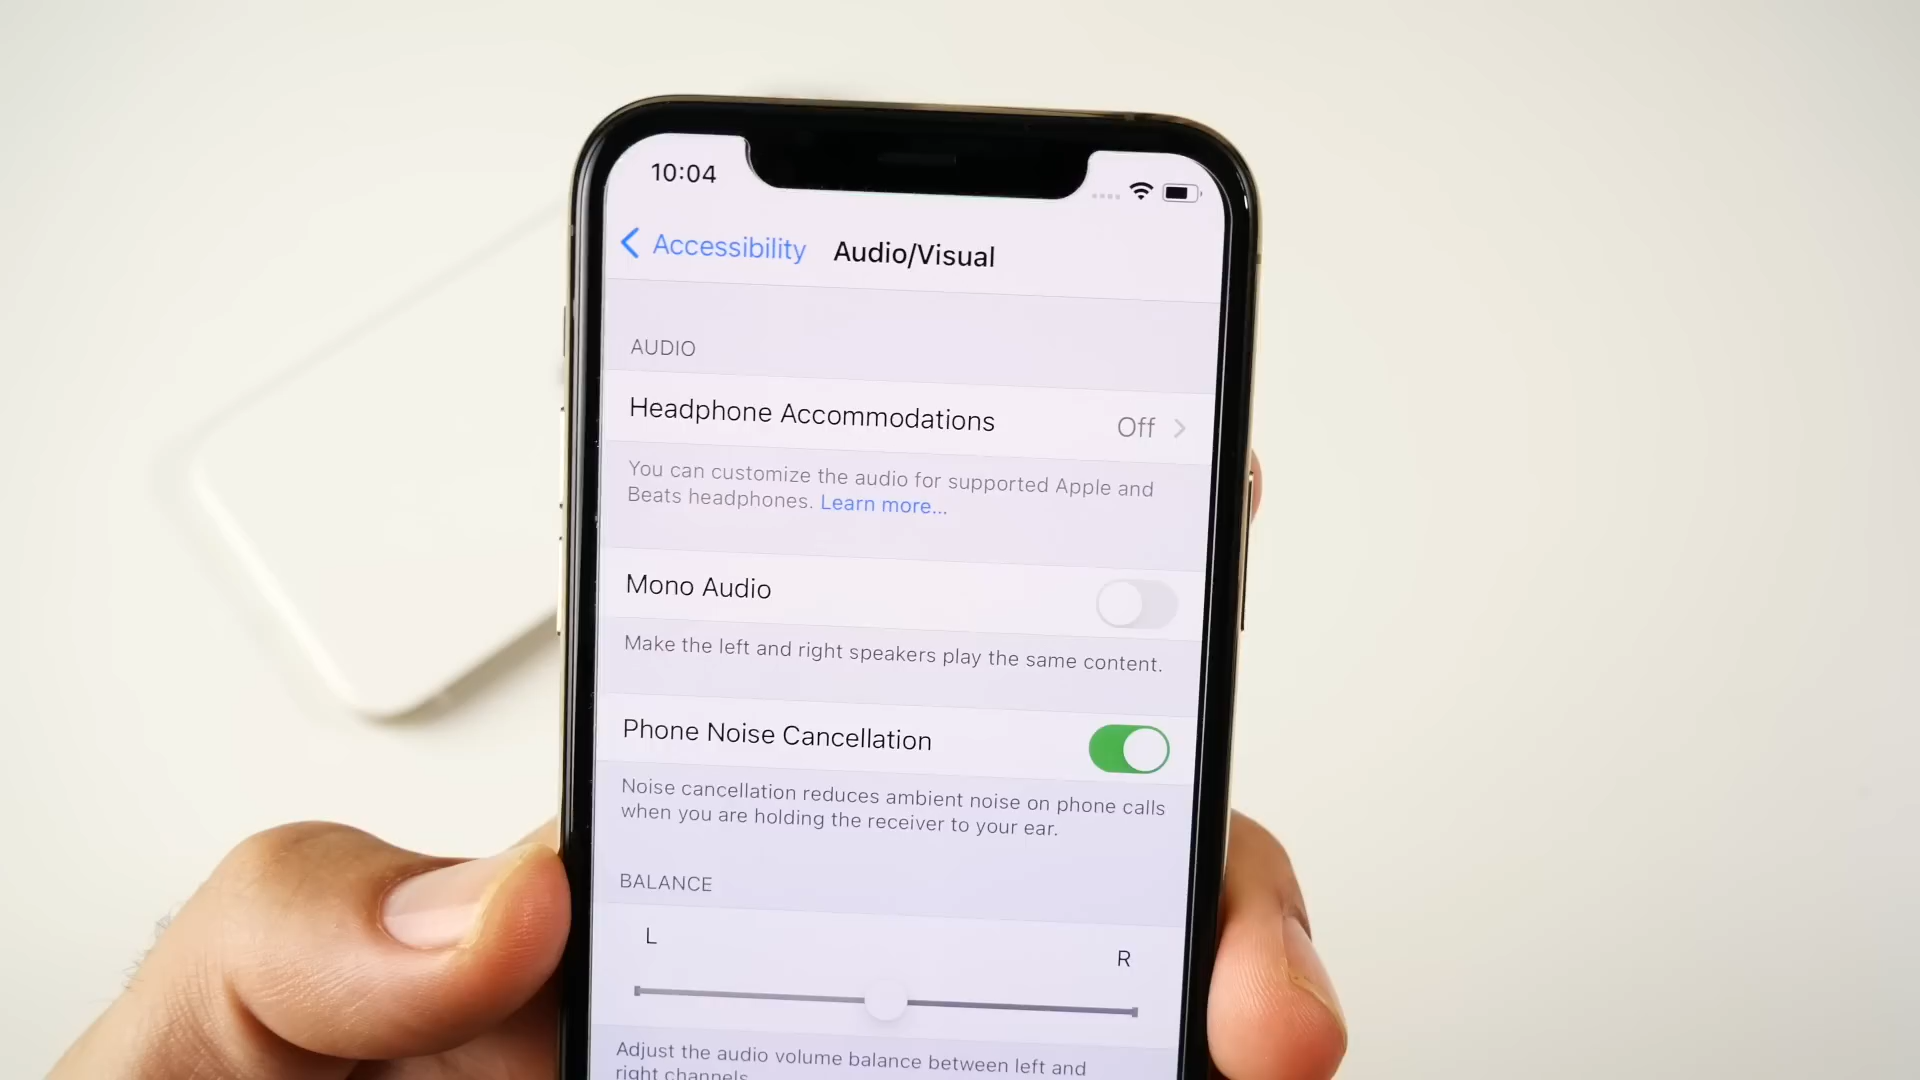 10:04
Accessibility Audio/Visual
AUDIO
Headphone Accommodations Off
You can customize the audio for supported Apple and
Beats headphones. Learn more...
Mono Audio
Make the left and right speakers play the same content.
Phone Noise Cancellation
Noise cancellation reduces ambient noise on phone calls
when you are holding the receiver to your ear.
BALANCE
L R
Adjust the audio volume balance between left and
right channels.